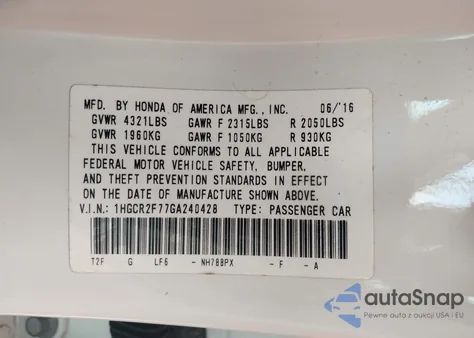 MFD. BY HONDA OF AMERICA MFG., INC. 06/'16
GVWR 4321LBS GAWR F 2315LBS R 2050LBS
GVWR 1960KG GAWR F 1050KG R 930KG
THIS VEHICLE CONFORMS TO ALL APPLICABLE
FEDERAL MOTOR VEHICLE SAFETY, BUMPER,
AND THEFT PREVENTION STANDARDS IN EFFECT
ON THE DATE OF MANUFACTURE SHOWN ABOVE.
V.I.N.: 1HGCR2F77GA240428 TYPE: PASSENGER CAR
T2F G LF6 - NH788PX - F - A
autoSnap
Pewne auta z aukcji USA i EU